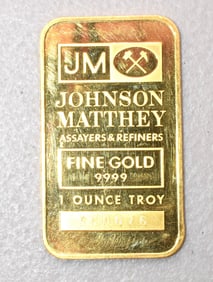 JM
JOHNSON
MATTHEY
ASSAYERS & REFINERS
FINE GOLD
9999
1 OUNCE TROY